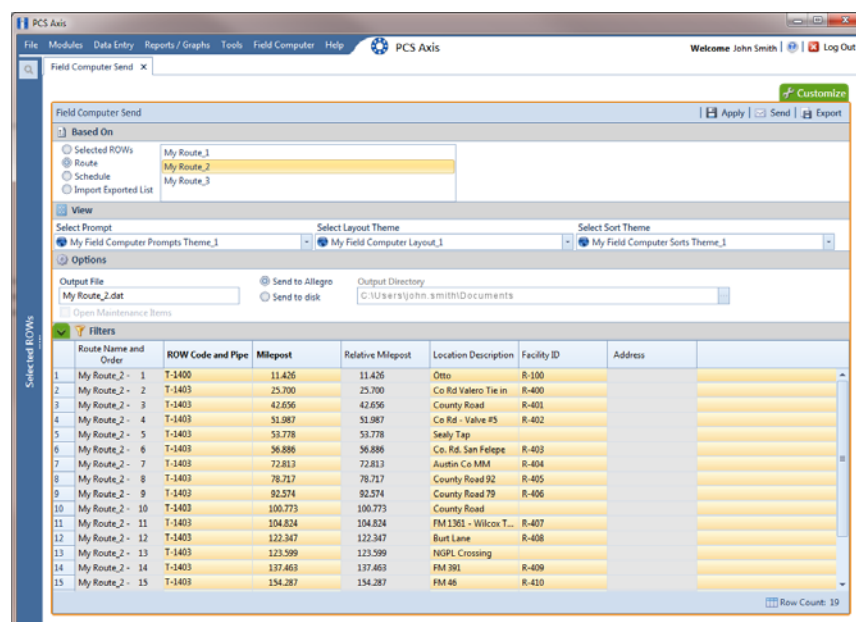 PCS Axis
File Modules Data Entry Reports / Graphs Tools Field Computer Help PCS Axis Welcome John Smith Log Out
Field Computer Send X
Customize
Field Computer Send Apply Send Export
Based On
Selected ROWs
Route
Schedule
Import Exported List
My Route_1
My Route_2
My Route_3
View
Select Prompt Select Layout Theme Select Sort Theme
My Field Computer Prompts Theme_1 My Field Computer Layout_1 My Field Computer Sorts Theme_1
Options
Output File Send to Allegro Output Directory
My Route_2.dat Send to disk C:\Users\john.smith\Documents
Open Maintenance Items
Selected ROWs
Filters
Route Name and Order ROW Code and Pipe Milepost Relative Milepost Location Description Facility ID Address
1 My Route_2 - 1 T-1400 11.426 11.426 Otto R-100
2 My Route_2 - 2 T-1403 25.700 25.700 Co Rd Valero Tie in R-400
3 My Route_2 - 3 T-1403 42.656 42.656 County Road R-401
4 My Route_2 - 4 T-1403 51.987 51.987 Co Rd - Valve #5 R-402
5 My Route_2 - 5 T-1403 53.778 53.778 Sealy Tap
6 My Route_2 - 6 T-1403 56.886 56.886 Co. Rd. San Felepe R-403
7 My Route_2 - 7 T-1403 72.813 72.813 Austin Co MM R-404
8 My Route_2 - 8 T-1403 78.717 78.717 County Road 92 R-405
9 My Route_2 - 9 T-1403 92.574 92.574 County Road 79 R-406
10 My Route_2 - 10 T-1403 100.773 100.773 County Road
11 My Route_2 - 11 T-1403 104.824 104.824 FM 1361 - Wilcox T... R-407
12 My Route_2 - 12 T-1403 122.347 122.347 Burt Lane R-408
13 My Route_2 - 13 T-1403 123.599 123.599 NGPL Crossing
14 My Route_2 - 14 T-1403 137.463 137.463 FM 391 R-409
15 My Route_2 - 15 T-1403 154.287 154.287 FM 46 R-410
Row Count: 19